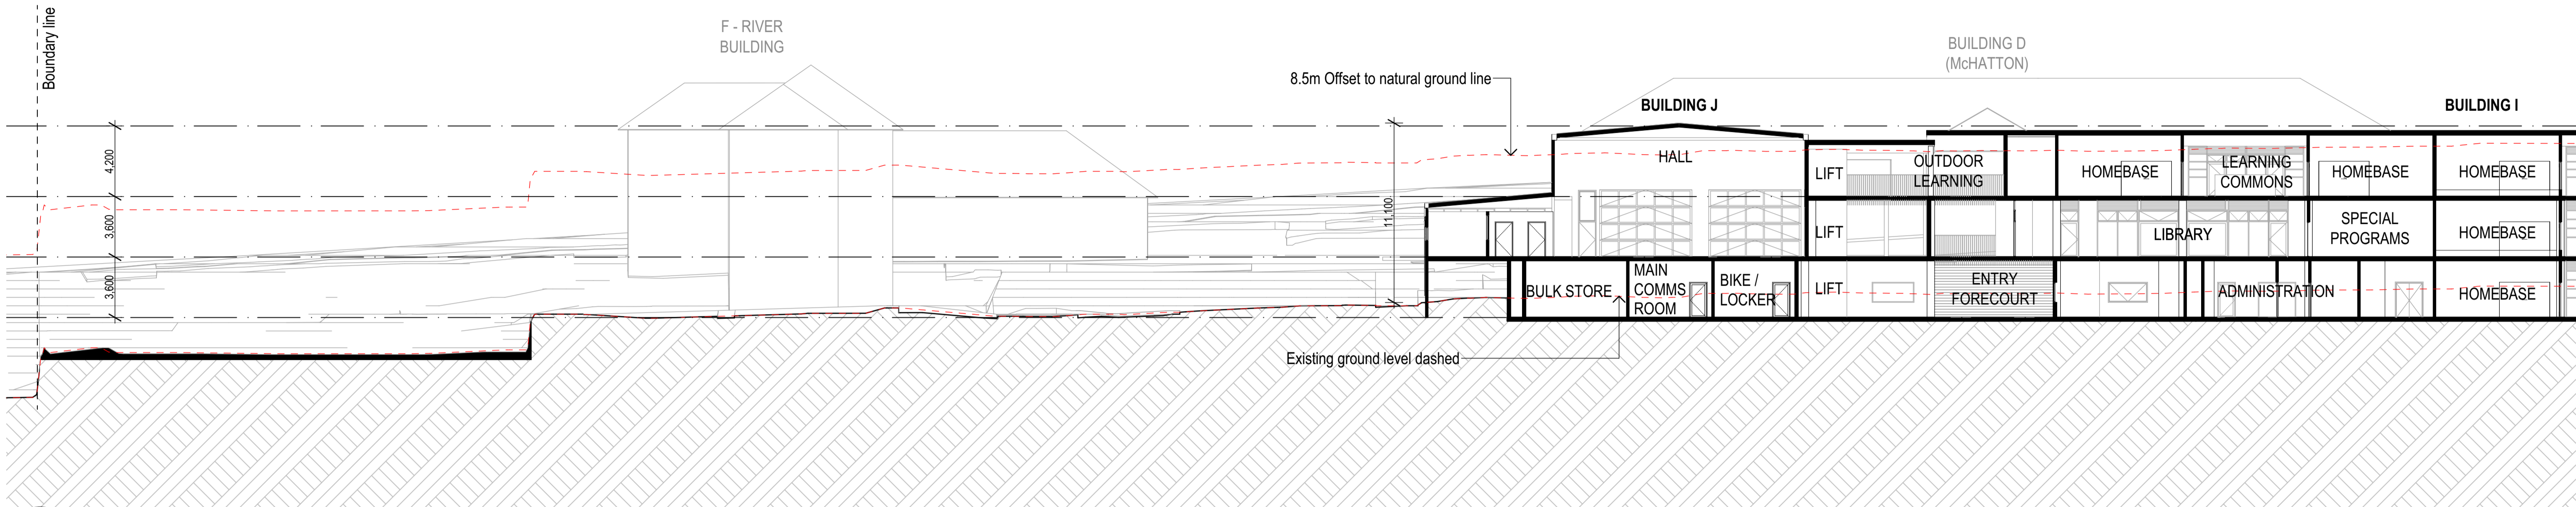 Boundary line
F - RIVER
BUILDING
BUILDING D
(McHATTON)
8.5m Offset to natural ground line
BUILDING J
BUILDING I
4,200
3,600
3,600
11,100
HALL
LIFT
OUTDOOR
LEARNING
HOMEBASE
LEARNING
COMMONS
HOMEBASE
HOMEBASE
LIFT
LIBRARY
SPECIAL
PROGRAMS
HOMEBASE
BULK STORE
MAIN
COMMS
ROOM
BIKE /
LOCKER
LIFT
ENTRY
FORECOURT
ADMINISTRATION
HOMEBASE
Existing ground level dashed